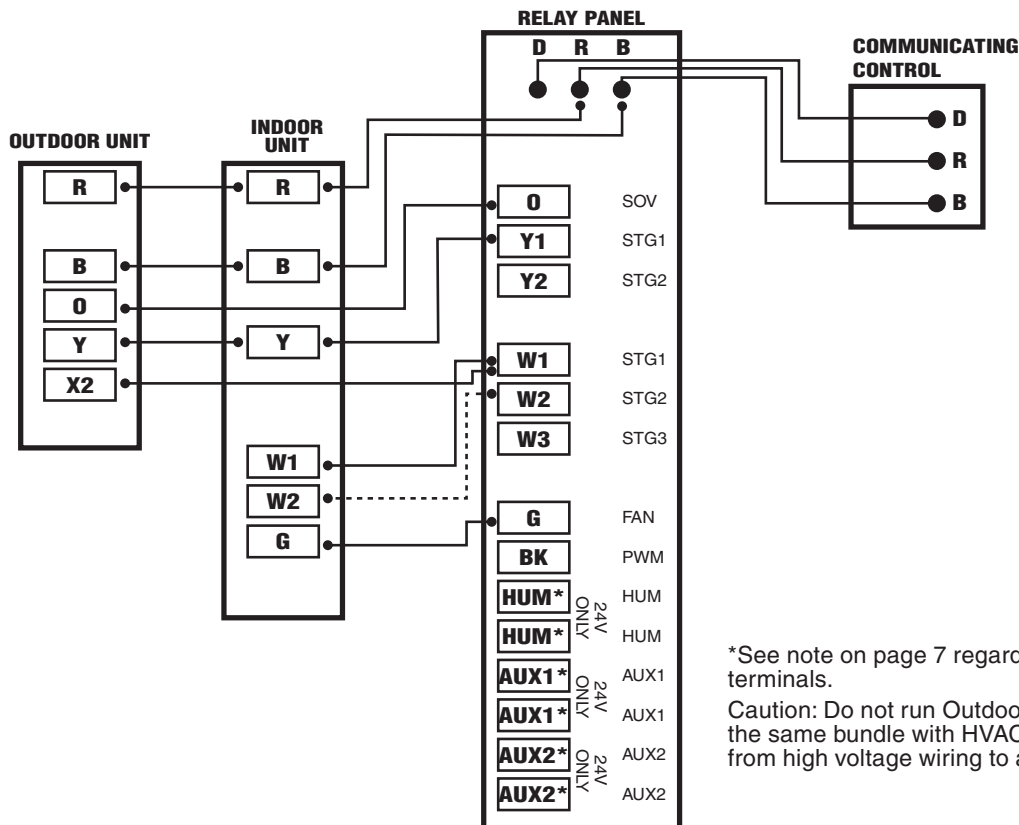 RELAY PANEL
D R B
COMMUNICATING
CONTROL
D
R
B
OUTDOOR UNIT
R
B
O
Y
X2
INDOOR
UNIT
R
B
Y
W1
W2
G
O SOV
Y1 STG1
Y2 STG2
W1 STG1
W2 STG2
W3 STG3
G FAN
BK PWM
HUM* HUM
HUM* HUM
24V
ONLY
AUX1* AUX1
AUX1* AUX1
24V
ONLY
AUX2* AUX2
AUX2* AUX2
24V
ONLY
*See note on page 7 regard
terminals.
Caution: Do not run Outdoo
the same bundle with HVAC
from high voltage wiring to a